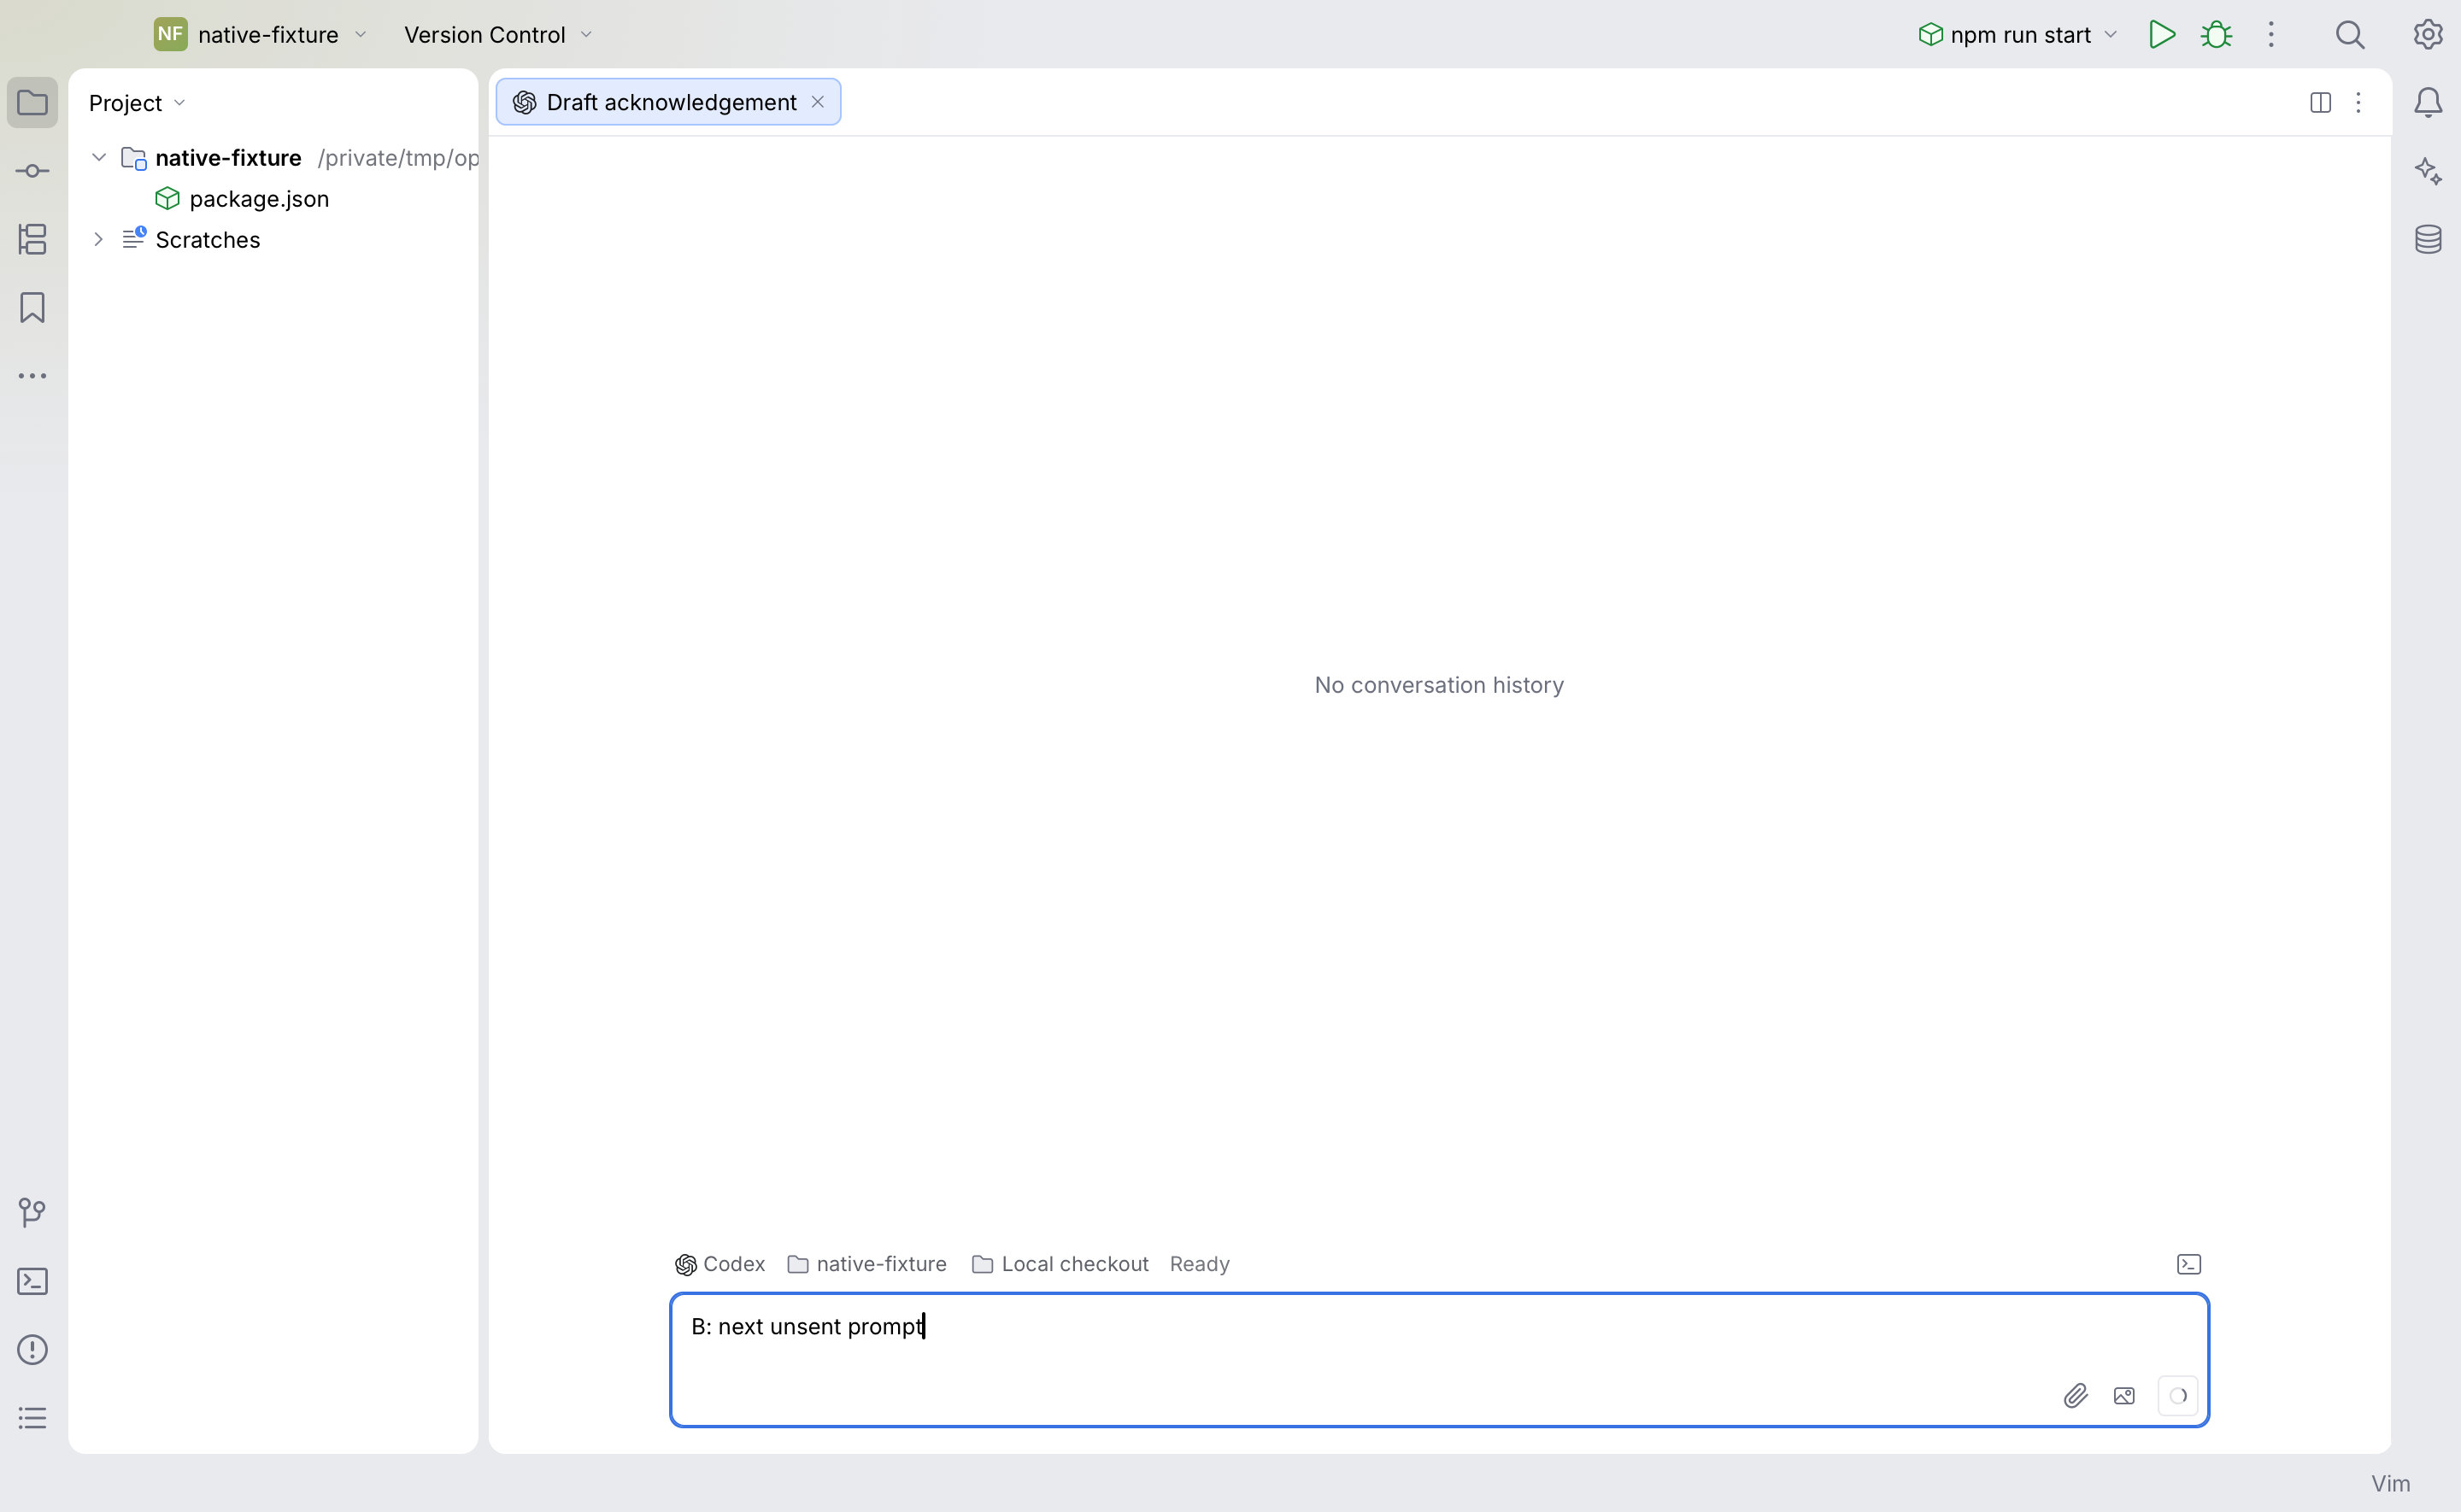 NF native-fixture Version Control npm run start
Project Draft acknowledgement
native-fixture /private/tmp/op
package.json
Scratches
No conversation history
Codex native-fixture Local checkout Ready
B: next unsent prompt
Vim